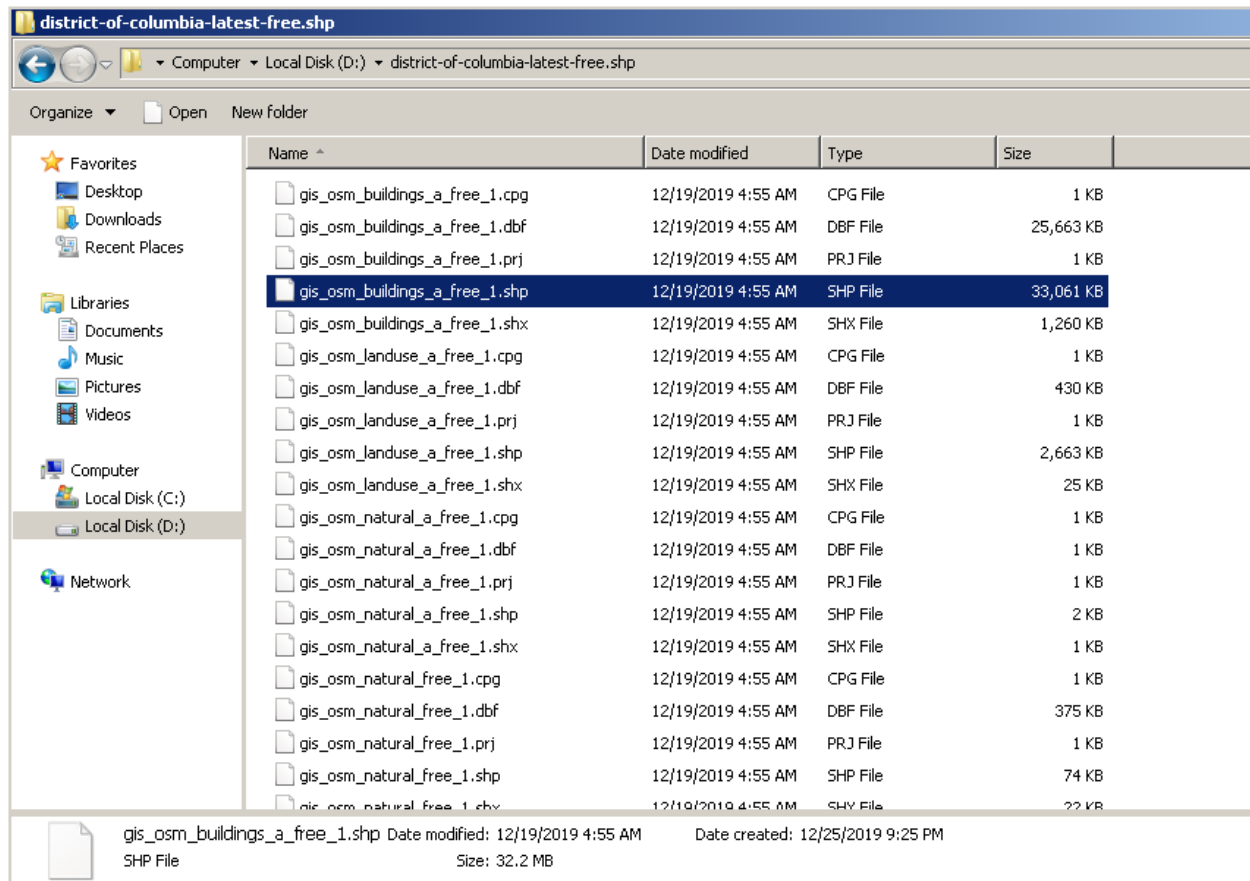 district-of-columbia-latest-free.shp
Computer Local Disk (D:) district-of-columbia-latest-free.shp
Organize Open New folder
Favorites
Desktop
Downloads
Recent Places
Libraries
Documents
Music
Pictures
Videos
Computer
Local Disk (C:)
Local Disk (D:)
Network
Name Date modified Type Size
gis_osm_buildings_a_free_1.cpg 12/19/2019 4:55 AM CPG File 1 KB
gis_osm_buildings_a_free_1.dbf 12/19/2019 4:55 AM DBF File 25,663 KB
gis_osm_buildings_a_free_1.prj 12/19/2019 4:55 AM PRJ File 1 KB
gis_osm_buildings_a_free_1.shp 12/19/2019 4:55 AM SHP File 33,061 KB
gis_osm_buildings_a_free_1.shx 12/19/2019 4:55 AM SHX File 1,260 KB
gis_osm_landuse_a_free_1.cpg 12/19/2019 4:55 AM CPG File 1 KB
gis_osm_landuse_a_free_1.dbf 12/19/2019 4:55 AM DBF File 430 KB
gis_osm_landuse_a_free_1.prj 12/19/2019 4:55 AM PRJ File 1 KB
gis_osm_landuse_a_free_1.shp 12/19/2019 4:55 AM SHP File 2,663 KB
gis_osm_landuse_a_free_1.shx 12/19/2019 4:55 AM SHX File 25 KB
gis_osm_natural_a_free_1.cpg 12/19/2019 4:55 AM CPG File 1 KB
gis_osm_natural_a_free_1.dbf 12/19/2019 4:55 AM DBF File 1 KB
gis_osm_natural_a_free_1.prj 12/19/2019 4:55 AM PRJ File 1 KB
gis_osm_natural_a_free_1.shp 12/19/2019 4:55 AM SHP File 2 KB
gis_osm_natural_a_free_1.shx 12/19/2019 4:55 AM SHX File 1 KB
gis_osm_natural_free_1.cpg 12/19/2019 4:55 AM CPG File 1 KB
gis_osm_natural_free_1.dbf 12/19/2019 4:55 AM DBF File 375 KB
gis_osm_natural_free_1.prj 12/19/2019 4:55 AM PRJ File 1 KB
gis_osm_natural_free_1.shp 12/19/2019 4:55 AM SHP File 74 KB
gis_osm_natural_free_1.shx 12/19/2019 4:55 AM SHX File 22 KB
gis_osm_buildings_a_free_1.shp Date modified: 12/19/2019 4:55 AM Date created: 12/25/2019 9:25 PM
SHP File Size: 32.2 MB